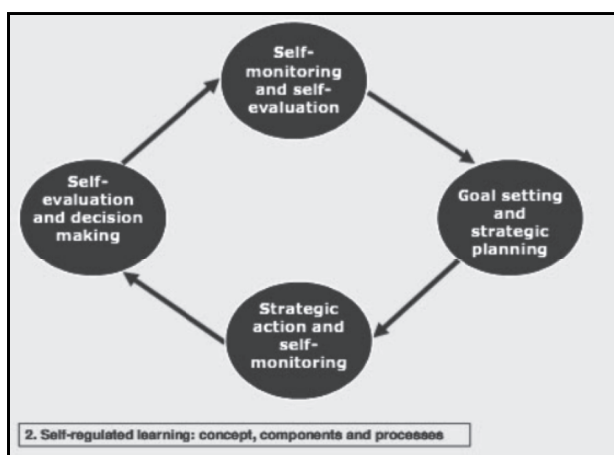 Self-
monitoring
and self-
evaluation
Goal setting
and
strategic
planning
Strategic
action and
self-
monitoring
Self-
evaluation
and decision
making
2. Self-regulated learning: concept, components and processes